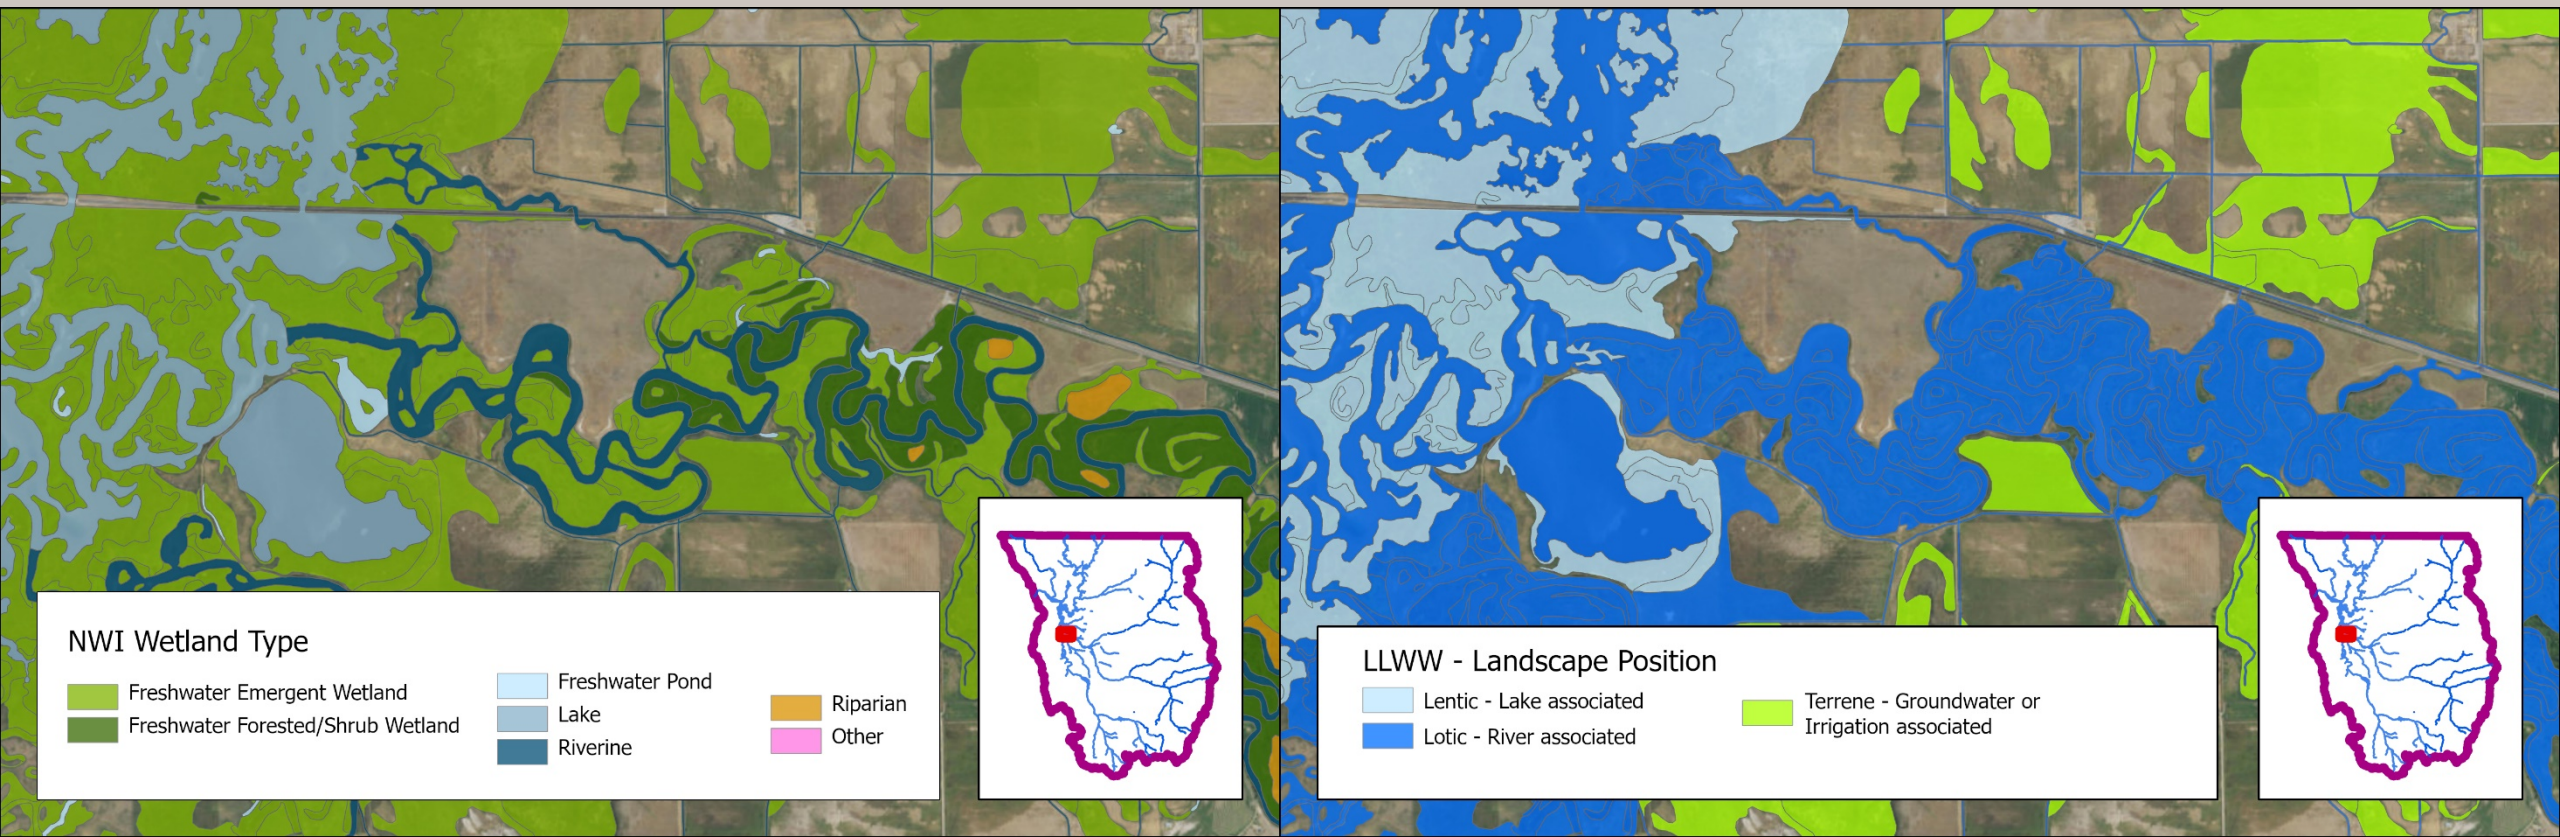 NWI Wetland Type
Freshwater Emergent Wetland
Freshwater Forested/Shrub Wetland
Freshwater Pond
Lake
Riverine
Riparian
Other
LLWW - Landscape Position
Lentic - Lake associated
Lotic - River associated
Terrene - Groundwater or
Irrigation associated